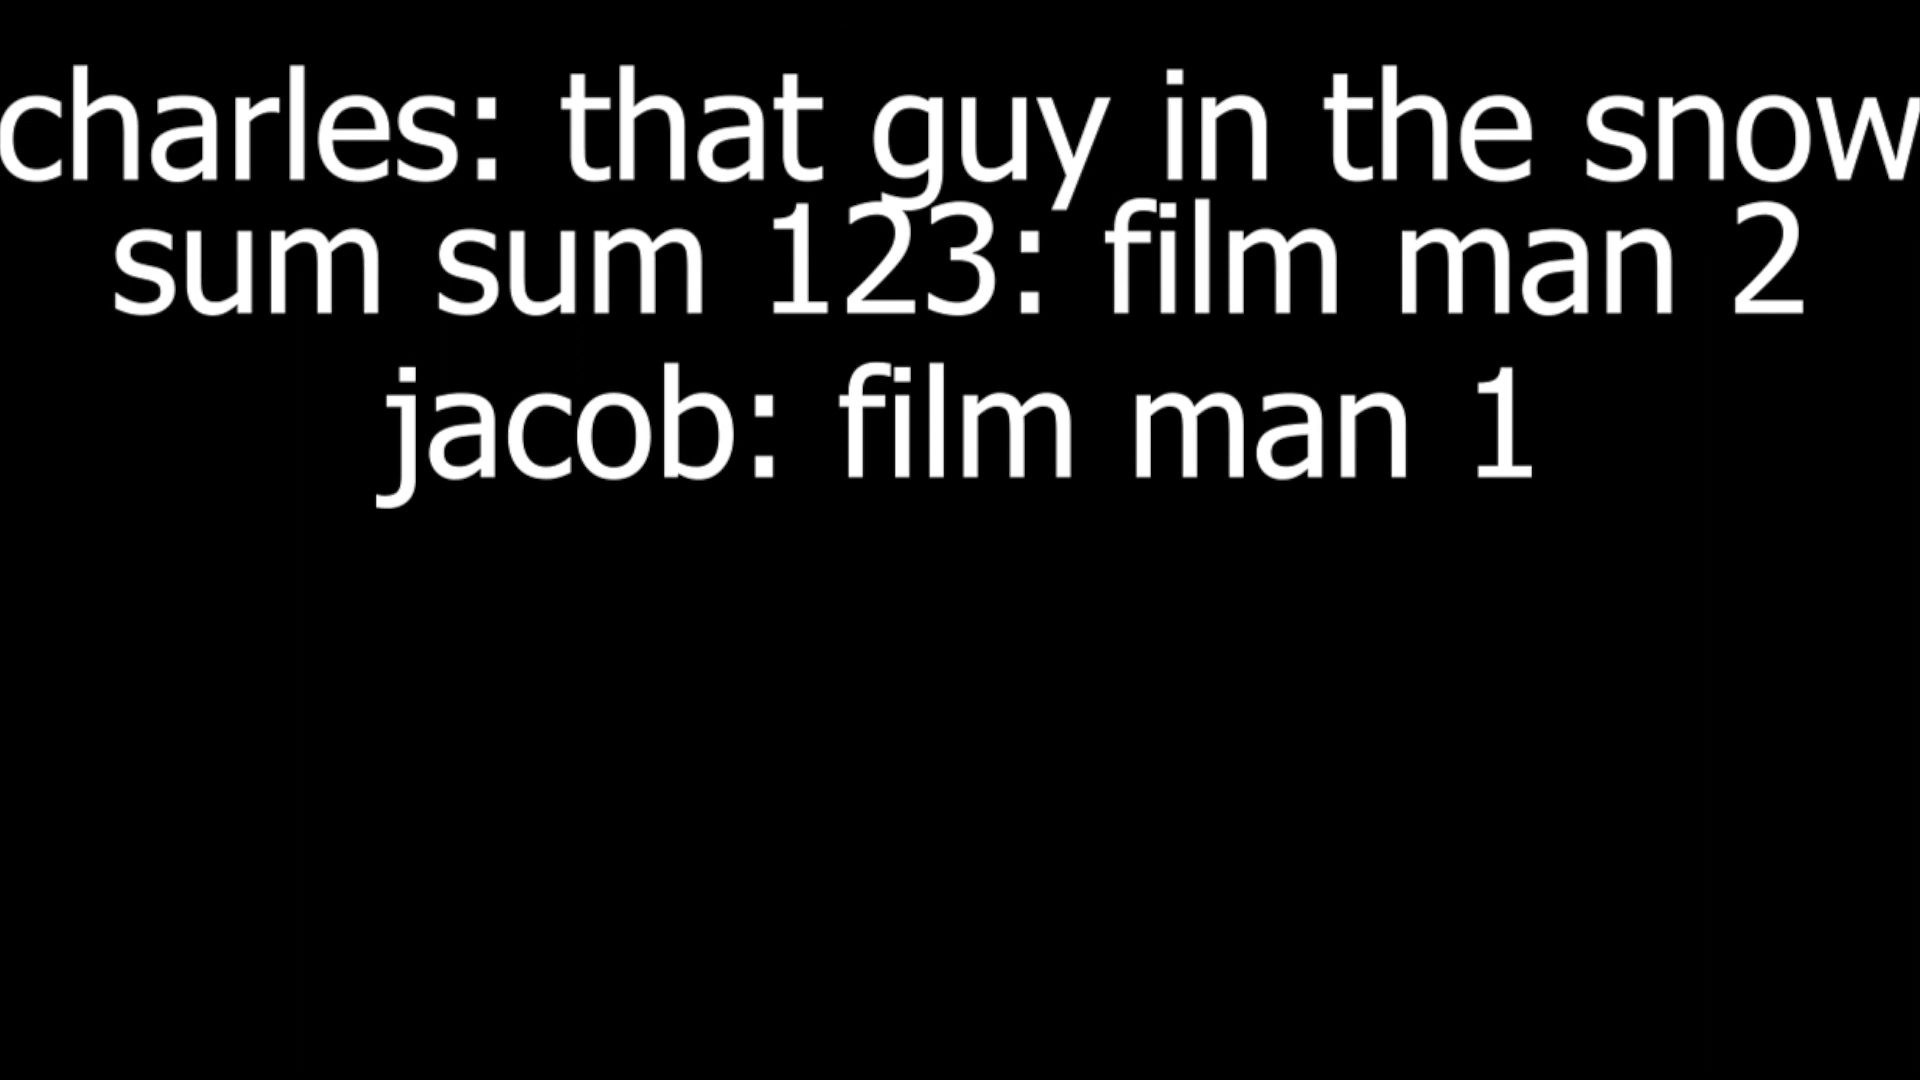 charles: that guy in the snow
sum sum 123: film man 2
jacob: film man 1